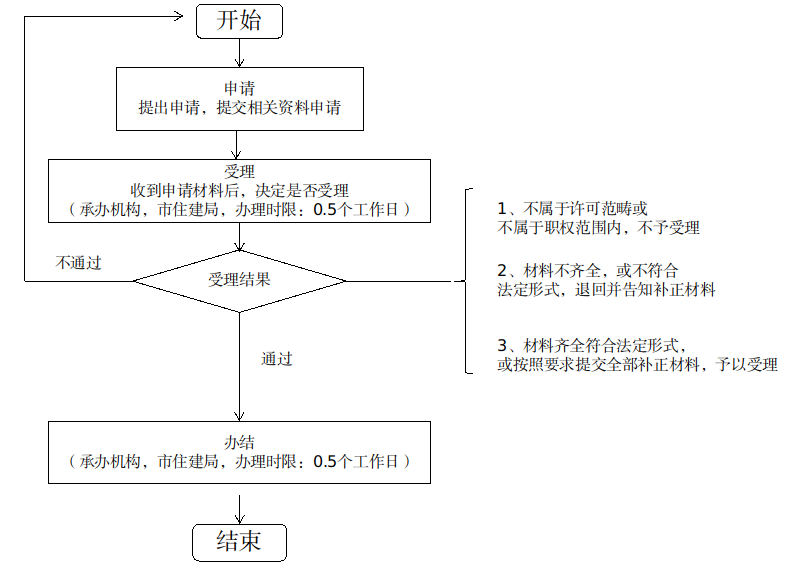 开始
申请
提出申请，提交相关资料申请
受理
收到申请材料后，决定是否受理
（承办机构，市住建局，办理时限：0.5个工作日）
1、不属于许可范畴或
不属于职权范围内，不予受理
不通过
受理结果
2、材料不齐全，或不符合
法定形式，退回并告知补正材料
通过
3、材料齐全符合法定形式，
或按照要求提交全部补正材料，予以受理
办结
（承办机构，市住建局，办理时限：0.5个工作日）
结束